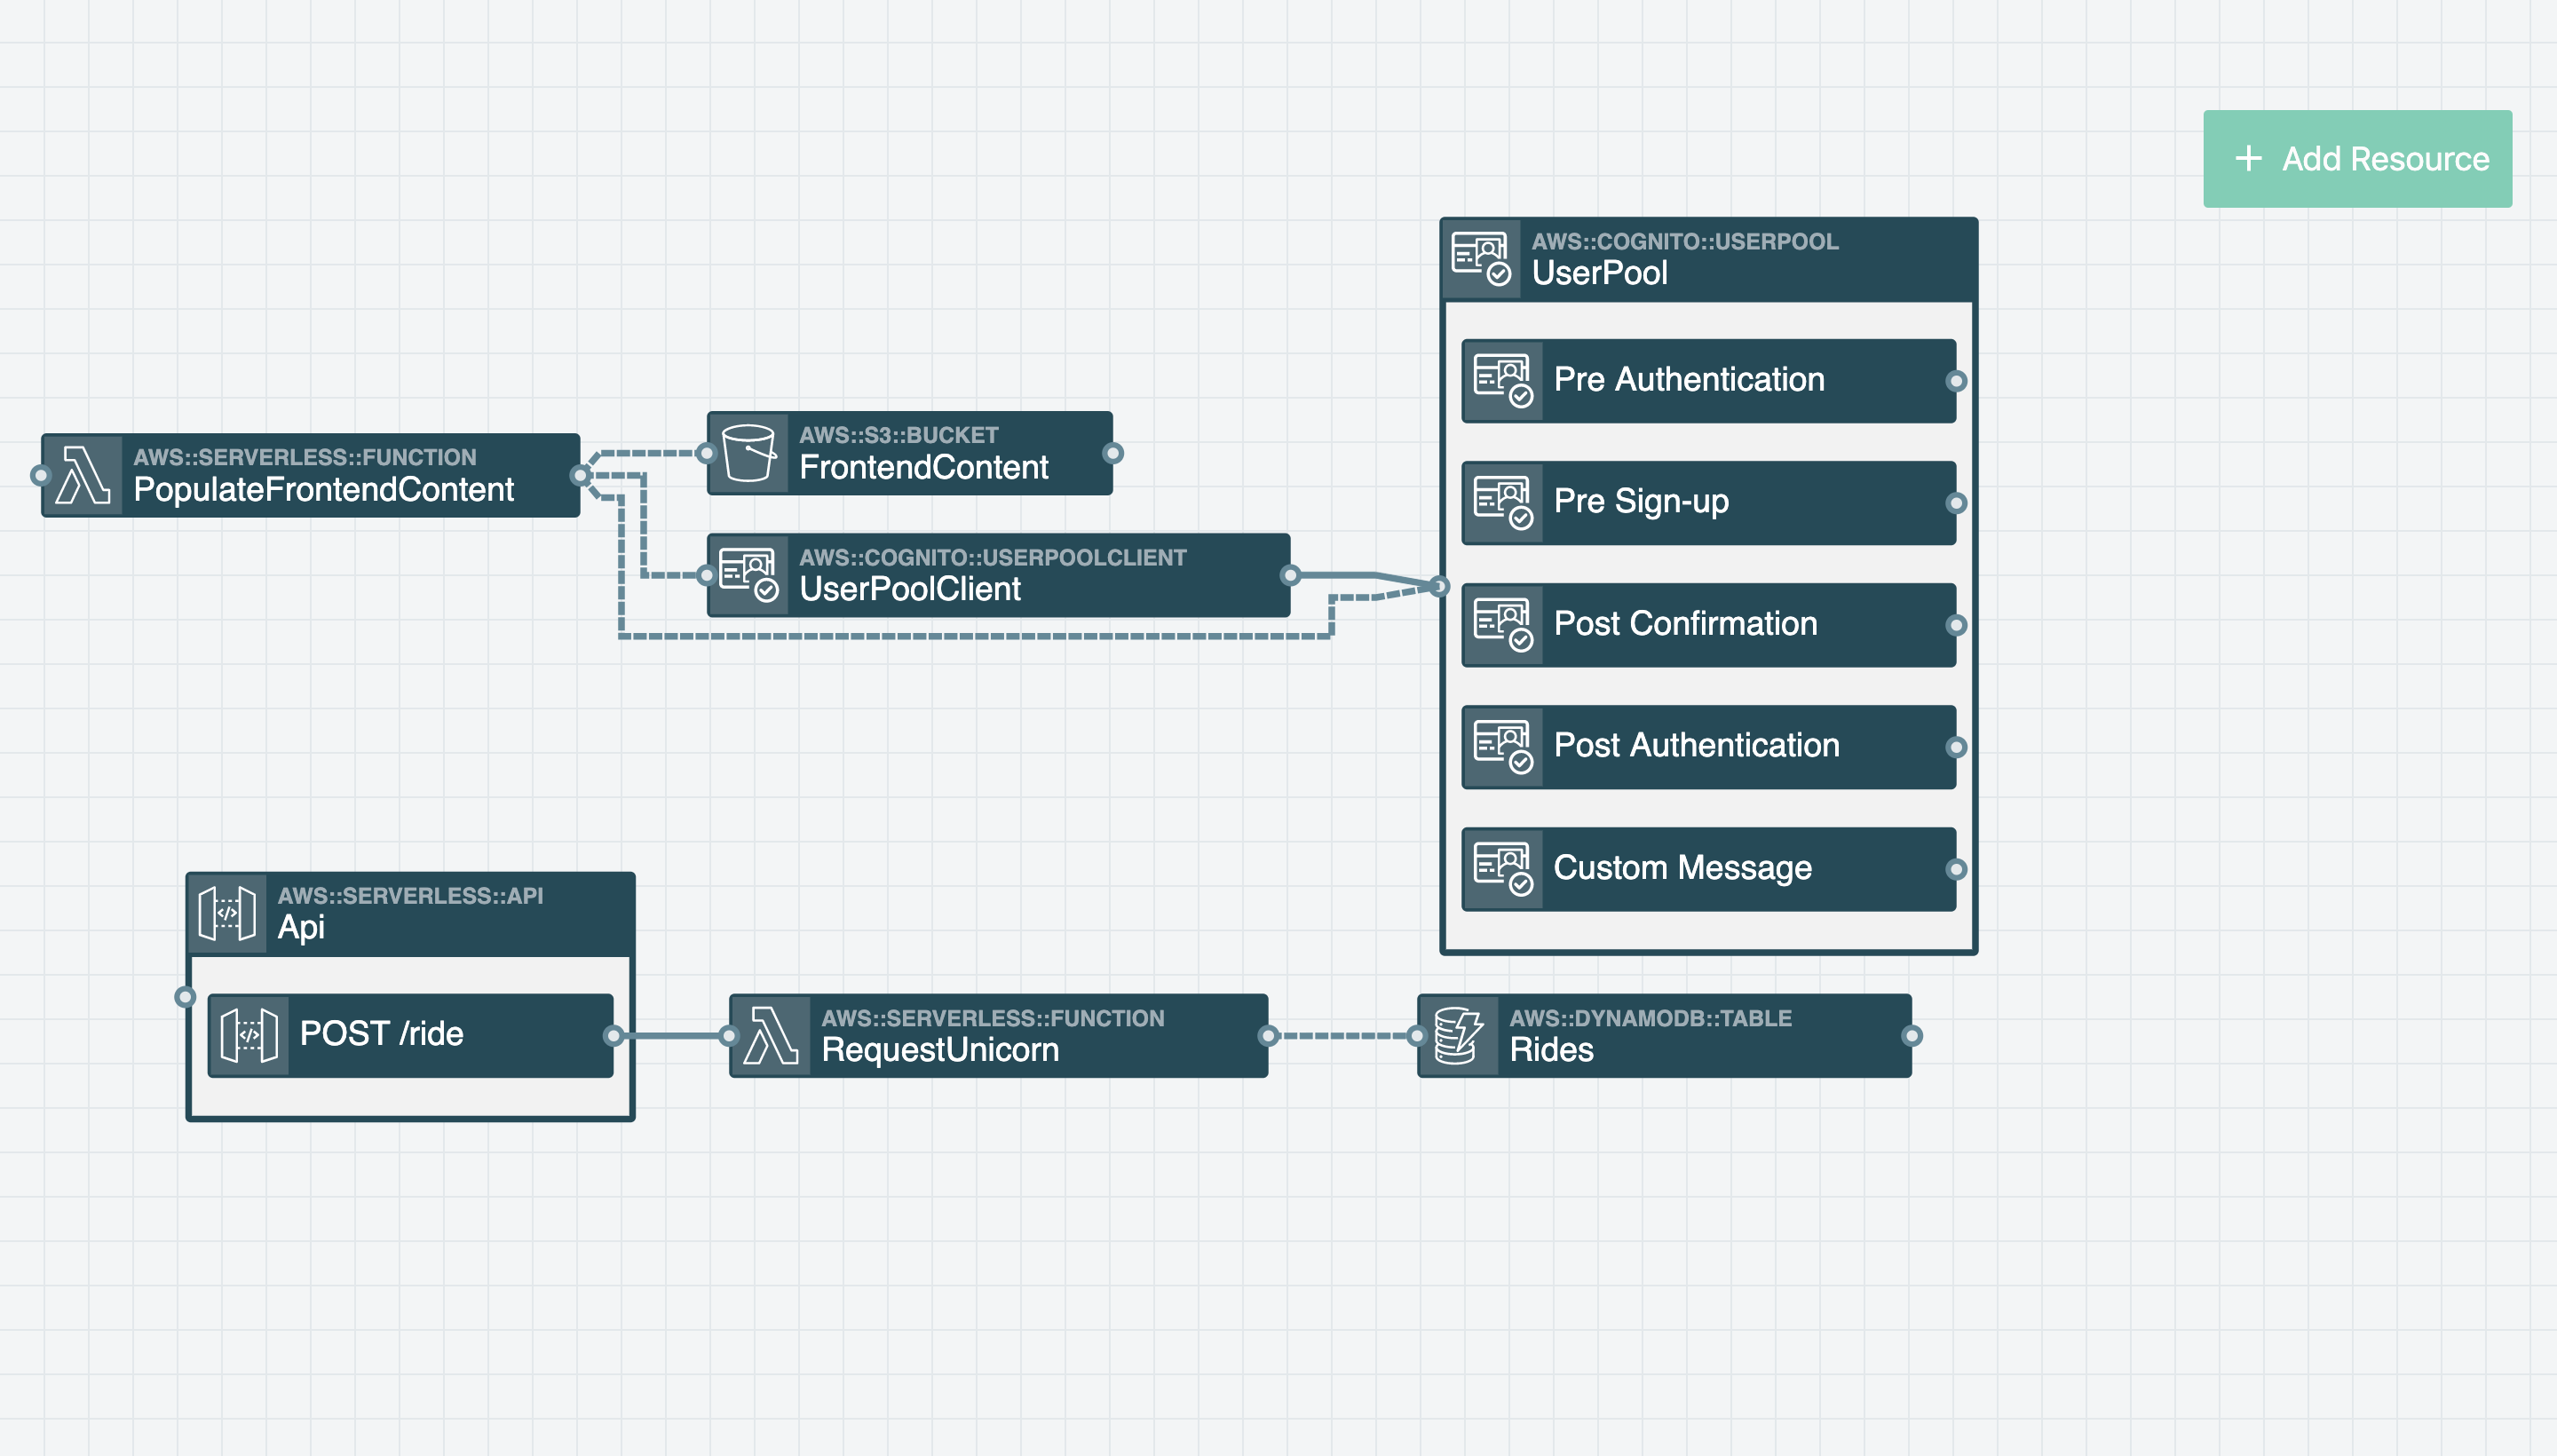 + Add Resource
AWS::COGNITO::USERPOOL
UserPool
Pre Authentication
Pre Sign-up
Post Confirmation
Post Authentication
Custom Message
AWS::SERVERLESS::FUNCTION
PopulateFrontendContent
AWS::S3::BUCKET
FrontendContent
AWS::COGNITO::USERPOOLCLIENT
UserPoolClient
AWS::SERVERLESS::API
Api
POST /ride
AWS::SERVERLESS::FUNCTION
RequestUnicorn
AWS::DYNAMODB::TABLE
Rides